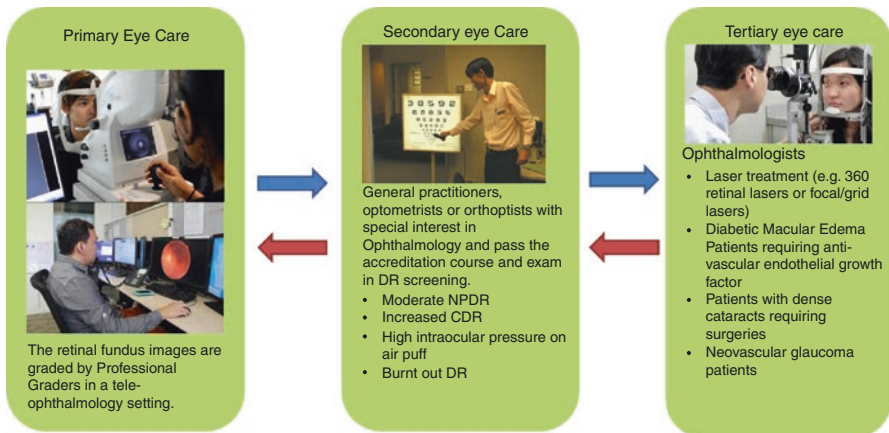 Primary Eye Care
The retinal fundus images are
graded by Professional
Graders in a tele-
ophthalmology setting.
Secondary eye Care
General practitioners,
optometrists or orthoptists with
special interest in
Ophthalmology and pass the
accreditation course and exam
in DR screening.
• Moderate NPDR
• Increased CDR
• High intraocular pressure on
air puff
• Burnt out DR
Tertiary eye care
Ophthalmologists
• Laser treatment (e.g. 360
retinal lasers or focal/grid
lasers)
• Diabetic Macular Edema
Patients requiring anti-
vascular endothelial growth
factor
• Patients with dense
cataracts requiring
surgeries
• Neovascular glaucoma
patients